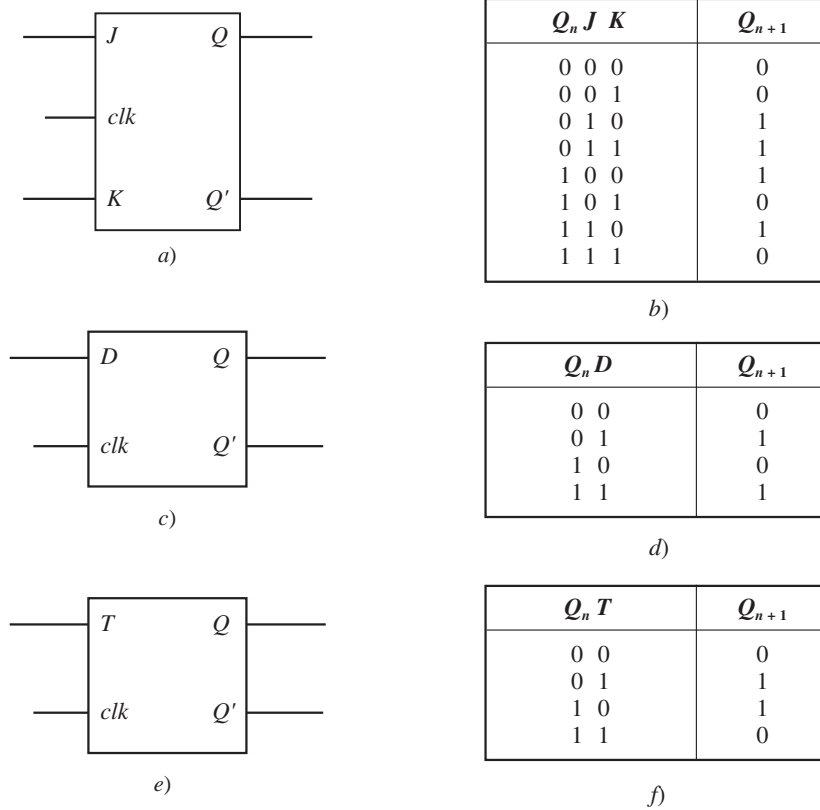 J Q
clk
K Q'
a)
Qn J K Qn + 1
0 0 0 0
0 0 1 0
0 1 0 1
0 1 1 1
1 0 0 1
1 0 1 0
1 1 0 1
1 1 1 0
b)
D Q
clk Q'
c)
Qn D Qn + 1
0 0 0
0 1 1
1 0 0
1 1 1
d)
T Q
clk Q'
e)
Qn T Qn + 1
0 0 0
0 1 1
1 0 1
1 1 0
f)